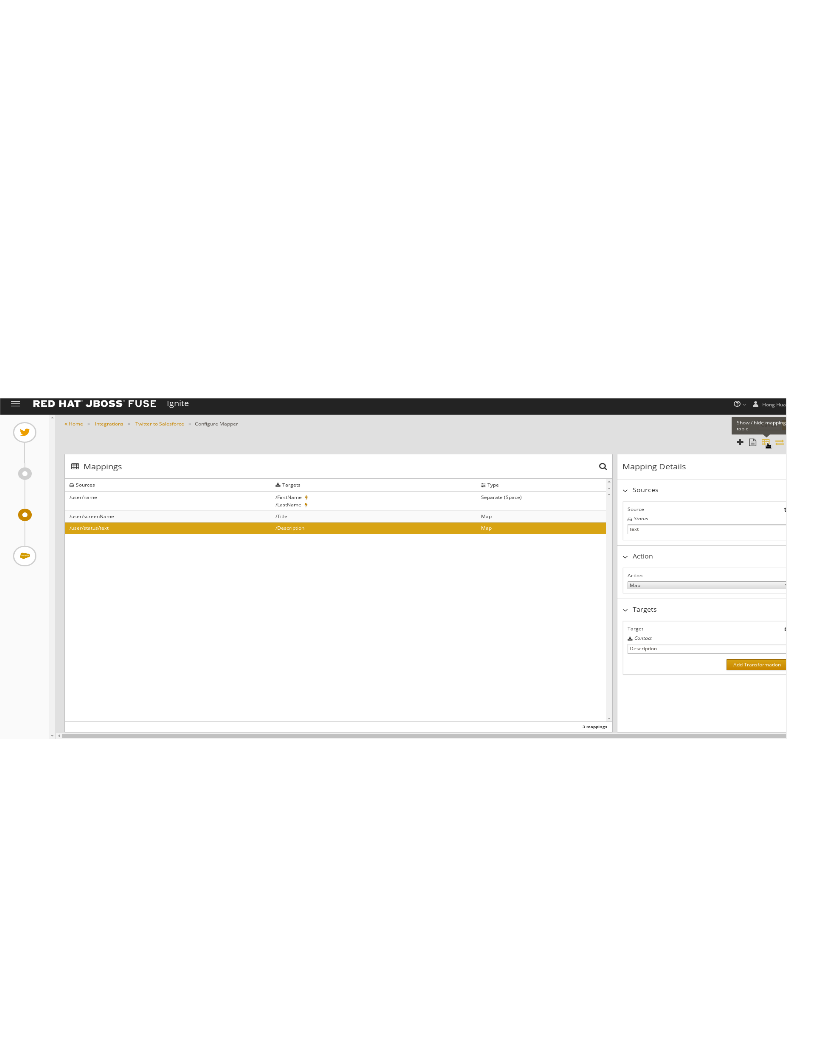 RED HAT JBOSS FUSE Ignite
Hong Hua
Home > Integrations > Twitter to Salesforce > Configure Mapper
Show / hide mapping
table
Mappings
Mapping Details
Sources Targets Type
/user/name /FirstName Separate (Space)
/LastName
/user/screenName /Title Map
/user/status/text /Description Map
3 mappings
Sources
Source
Status
text
Action
Action
Map
Targets
Target
Contact
Description
Add Transformation